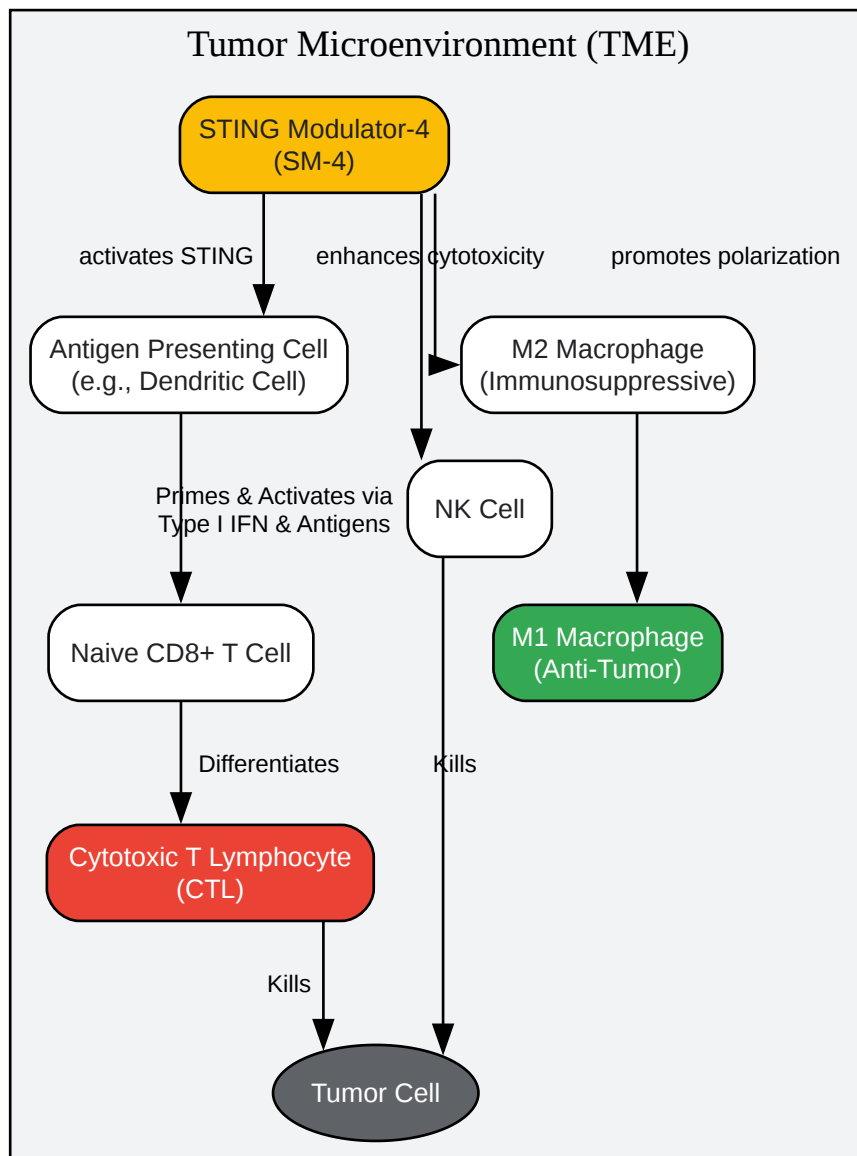 Tumor Microenvironment (TME)
STING Modulator-4
(SM-4)
activates STING
enhances cytotoxicity
promotes polarization
Antigen Presenting Cell
(e.g., Dendritic Cell)
M2 Macrophage
(Immunosuppressive)
Primes & Activates via
Type I IFN & Antigens
NK Cell
Naive CD8+ T Cell
M1 Macrophage
(Anti-Tumor)
Differentiates
Kills
Cytotoxic T Lymphocyte
(CTL)
Kills
Tumor Cell